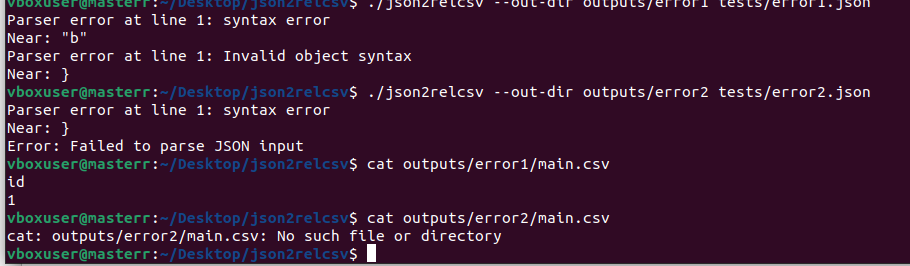 vboxuser@masterr:~/Desktop/json2relcsv$ ./json2relcsv --out-dir outputs/error1 tests/error1.json
Parser error at line 1: syntax error
Near: "b"
Parser error at line 1: Invalid object syntax
Near: }
vboxuser@masterr:~/Desktop/json2relcsv$ ./json2relcsv --out-dir outputs/error2 tests/error2.json
Parser error at line 1: syntax error
Near: }
Error: Failed to parse JSON input
vboxuser@masterr:~/Desktop/json2relcsv$ cat outputs/error1/main.csv
id
1
vboxuser@masterr:~/Desktop/json2relcsv$ cat outputs/error2/main.csv
cat: outputs/error2/main.csv: No such file or directory
vboxuser@masterr:~/Desktop/json2relcsv$